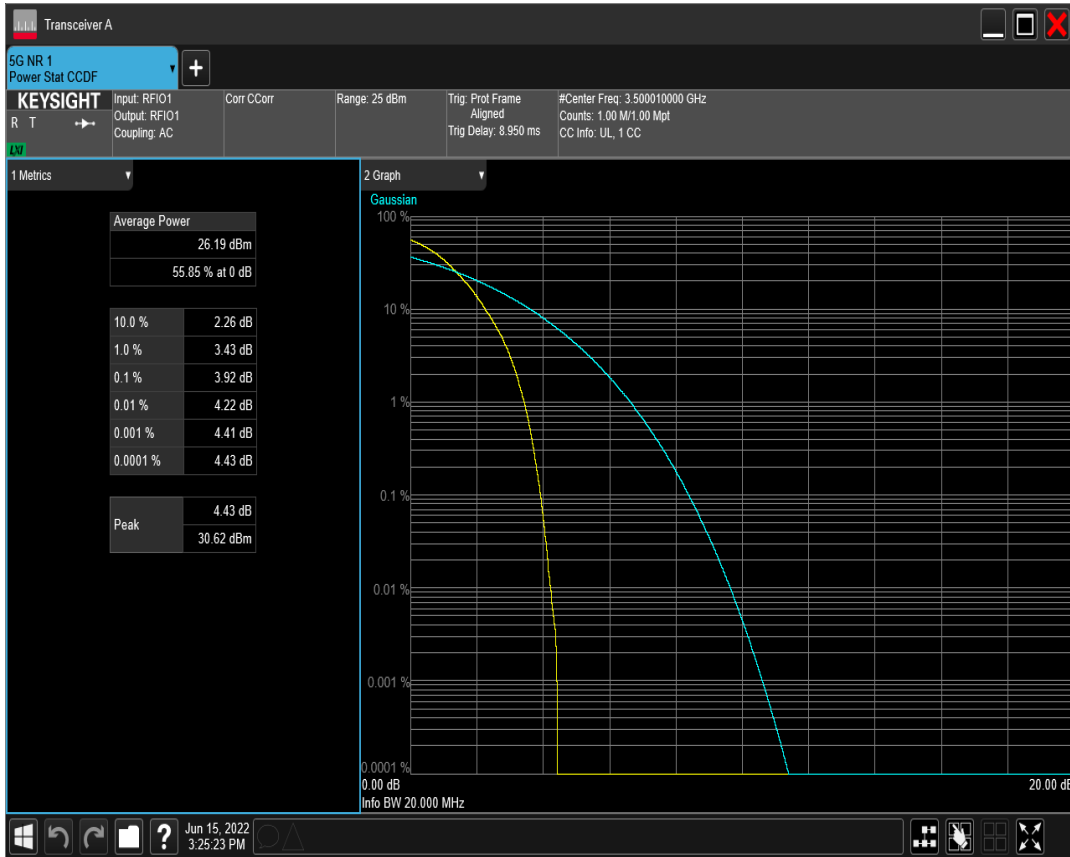 Transceiver A
5G NR 1
Power Stat CCDF
+
KEYSIGHT
R T
LXI
Input: RFIO1
Output: RFIO1
Coupling: AC
Corr CCorr
Range: 25 dBm
Trig: Prot Frame
Aligned
Trig Delay: 8.950 ms
#Center Freq: 3.500010000 GHz
Counts: 1.00 M/1.00 Mpt
CC Info: UL, 1 CC
1 Metrics
Average Power
26.19 dBm
55.85 % at 0 dB
10.0 % 2.26 dB
1.0 % 3.43 dB
0.1 % 3.92 dB
0.01 % 4.22 dB
0.001 % 4.41 dB
0.0001 % 4.43 dB
Peak 4.43 dB
30.62 dBm
2 Graph
Gaussian
100 %
10 %
1 %
0.1 %
0.01 %
0.001 %
0.0001 %
0.00 dB 20.00 dB
Info BW 20.000 MHz
?
Jun 15, 2022
3:25:23 PM